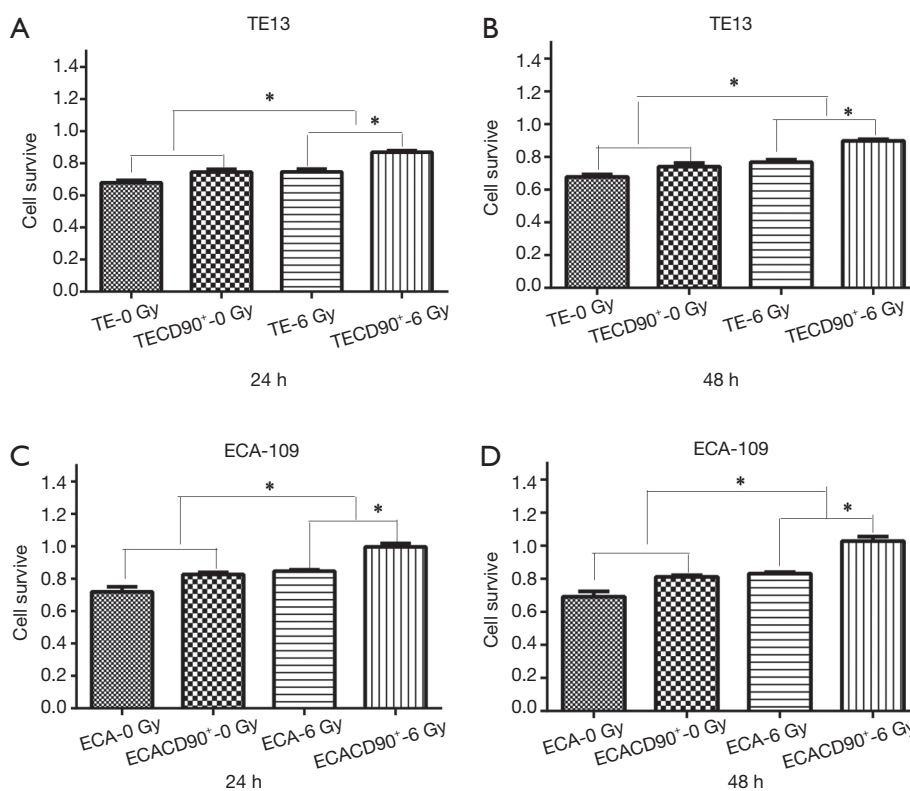 A
TE13
Cell survive
1.4
1.2
1.0
0.8
0.6
0.4
0.2
0.0
*
*
TE-0 Gy
TECD90⁺-0 Gy
TE-6 Gy
TECD90⁺-6 Gy
24 h
B
TE13
Cell survive
1.4
1.2
1.0
0.8
0.6
0.4
0.2
0.0
*
*
TE-0 Gy
TECD90⁺-0 Gy
TE-6 Gy
TECD90⁺-6 Gy
48 h
C
ECA-109
Cell survive
1.4
1.2
1.0
0.8
0.6
0.4
0.2
0.0
*
*
ECA-0 Gy
ECACD90⁺-0 Gy
ECA-6 Gy
ECACD90⁺-6 Gy
24 h
D
ECA-109
Cell survive
1.4
1.2
1.0
0.8
0.6
0.4
0.2
0.0
*
*
ECA-0 Gy
ECACD90⁺-0 Gy
ECA-6 Gy
ECACD90⁺-6 Gy
48 h